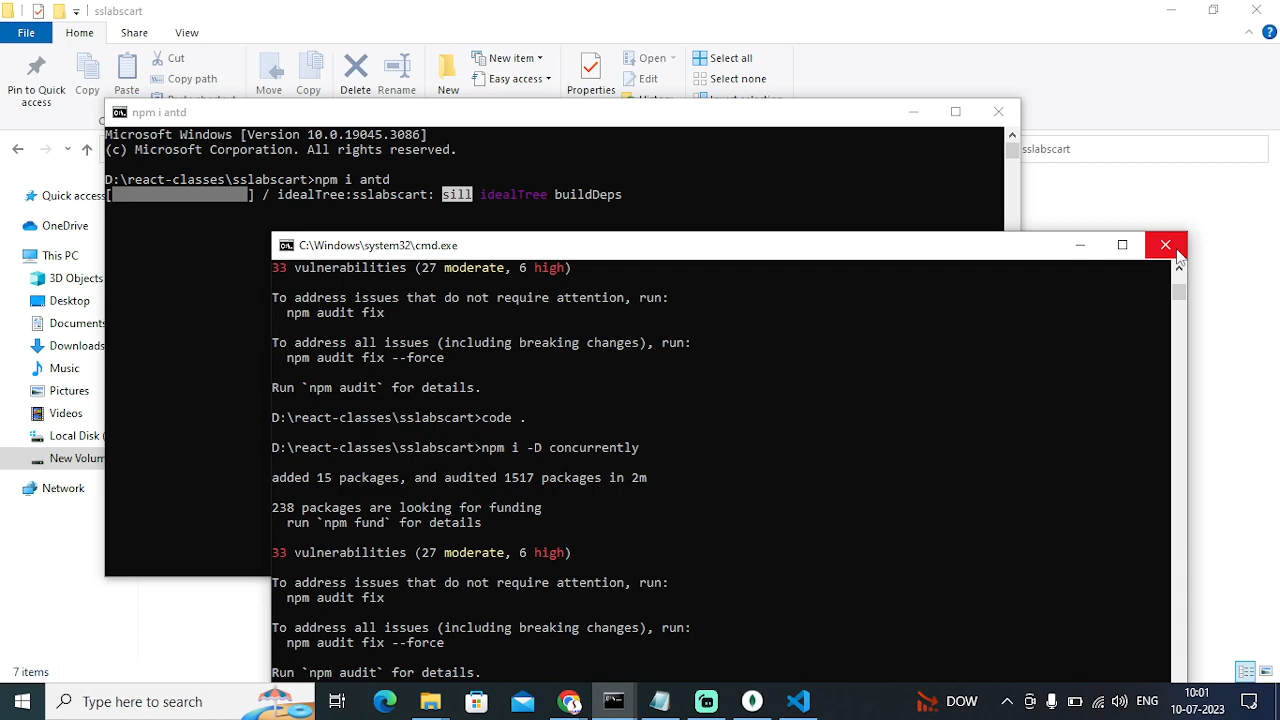 sslabscart
File
Home
Share
View
Pin to Quick access
Copy
Paste
Cut
Copy path
Move
Copy
Delete
Rename
New
New item
Easy access
Properties
Open
Edit
Select all
Select none
npm i antd
Microsoft Windows [Version 10.0.19045.3086]
(c) Microsoft Corporation. All rights reserved.
sslabscart
D:\react-classes\sslabscart>npm i antd
[ ] / idealTree:sslabscart: sill idealTree buildDeps
Quick access
OneDrive
This PC
3D Objects
Desktop
Documents
Downloads
Music
Pictures
Videos
Local Disk (
New Volum
Network
C:\Windows\system32\cmd.exe
33 vulnerabilities (27 moderate, 6 high)
To address issues that do not require attention, run:
npm audit fix
To address all issues (including breaking changes), run:
npm audit fix --force
Run `npm audit` for details.
D:\react-classes\sslabscart>code .
D:\react-classes\sslabscart>npm i -D concurrently
added 15 packages, and audited 1517 packages in 2m
238 packages are looking for funding
run `npm fund` for details
33 vulnerabilities (27 moderate, 6 high)
To address issues that do not require attention, run:
npm audit fix
To address all issues (including breaking changes), run:
npm audit fix --force
Run `npm audit` for details.
7 items
Type here to search
DOW
ENG
10:01
10-07-2023